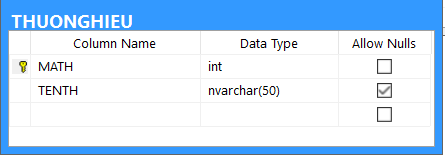 THUONGHIEU
Column Name Data Type Allow Nulls
MATH int
TENTH nvarchar(50)